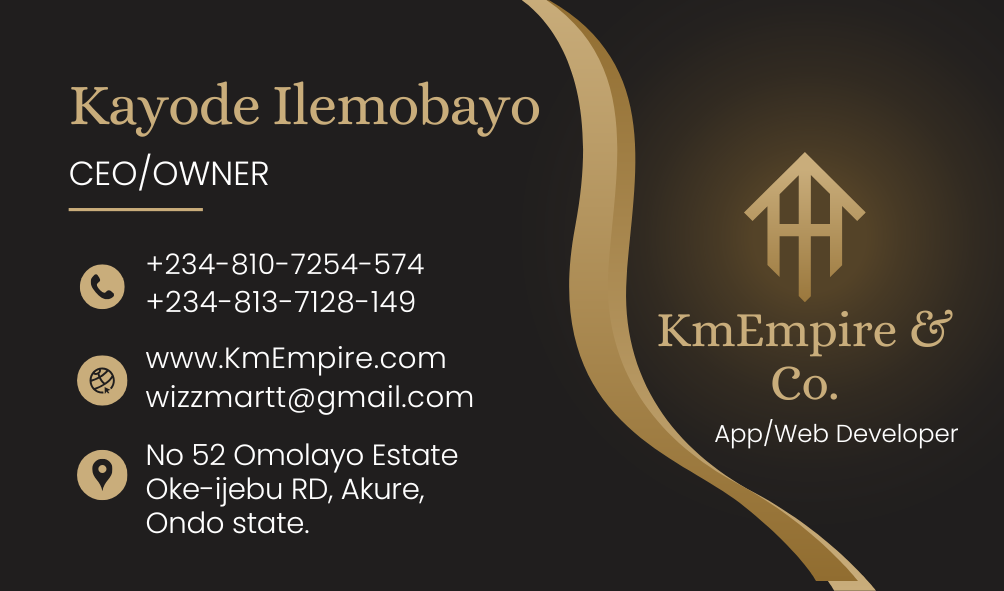 Kayode Ilemobayo
CEO/OWNER
+234-810-7254-574
+234-813-7128-149
www.KmEmpire.com
wizzmartt@gmail.com
No 52 Omolayo Estate
Oke-ijebu RD, Akure,
Ondo state.
KmEmpire &
Co.
App/Web Developer